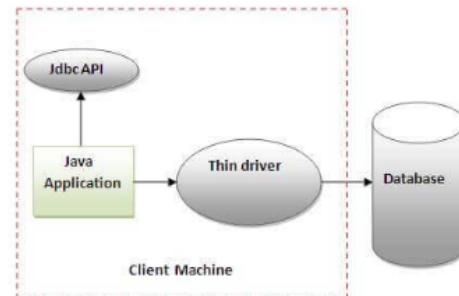 Jdbc API
Java
Application
Thin driver
Database
Client Machine